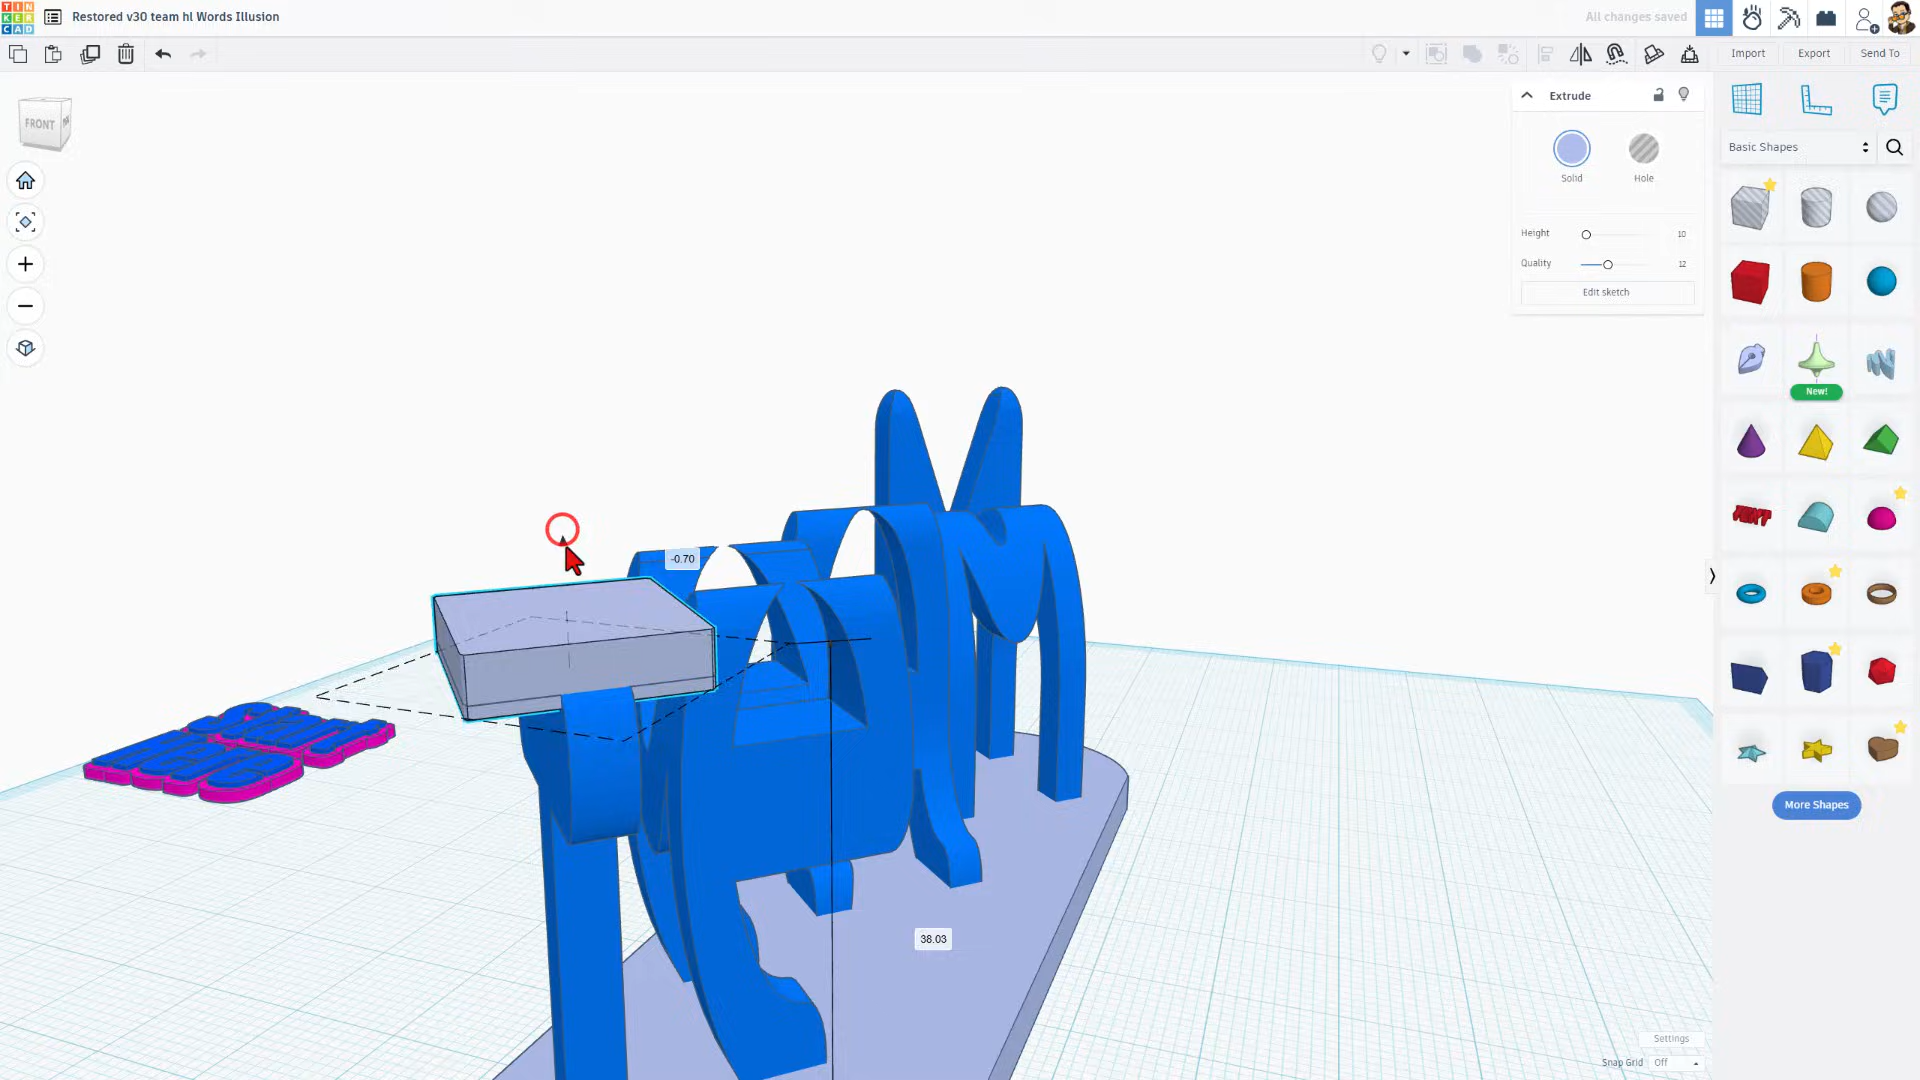 TIN
KER
CAD
Restored v30 team hl Words Illusion
All changes saved
Import
Export
Send To
FRONT
Extrude
Solid
Hole
Height
10
Quality
12
Edit sketch
Basic Shapes
New!
TEXT
More Shapes
-0.70
38.03
Settings
Snap Grid
Off